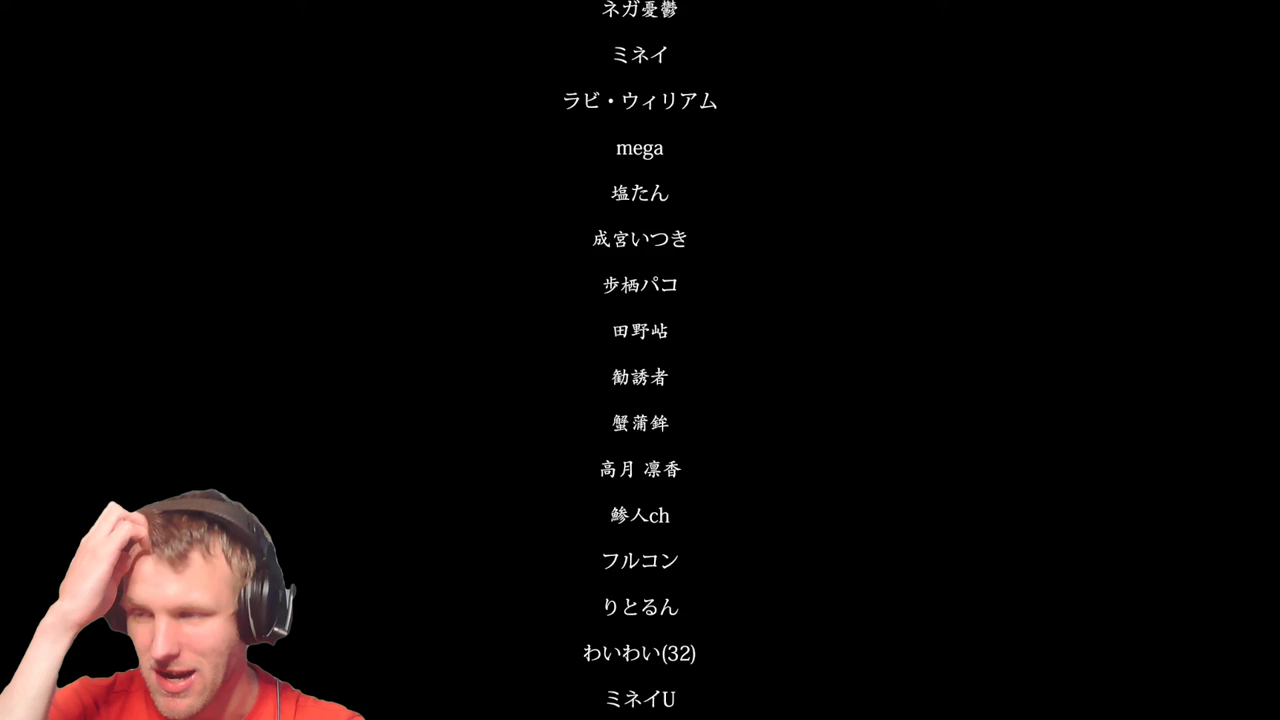 ネガ憂鬱
ミネイ
ラビ・ウィリアム
mega
塩たん
成宮いつき
歩栖パコ
田野岾
勧誘者
蟹蒲鉾
高月 凛香
鯵人ch
フルコン
りとるん
わいわい(32)
ミネイU